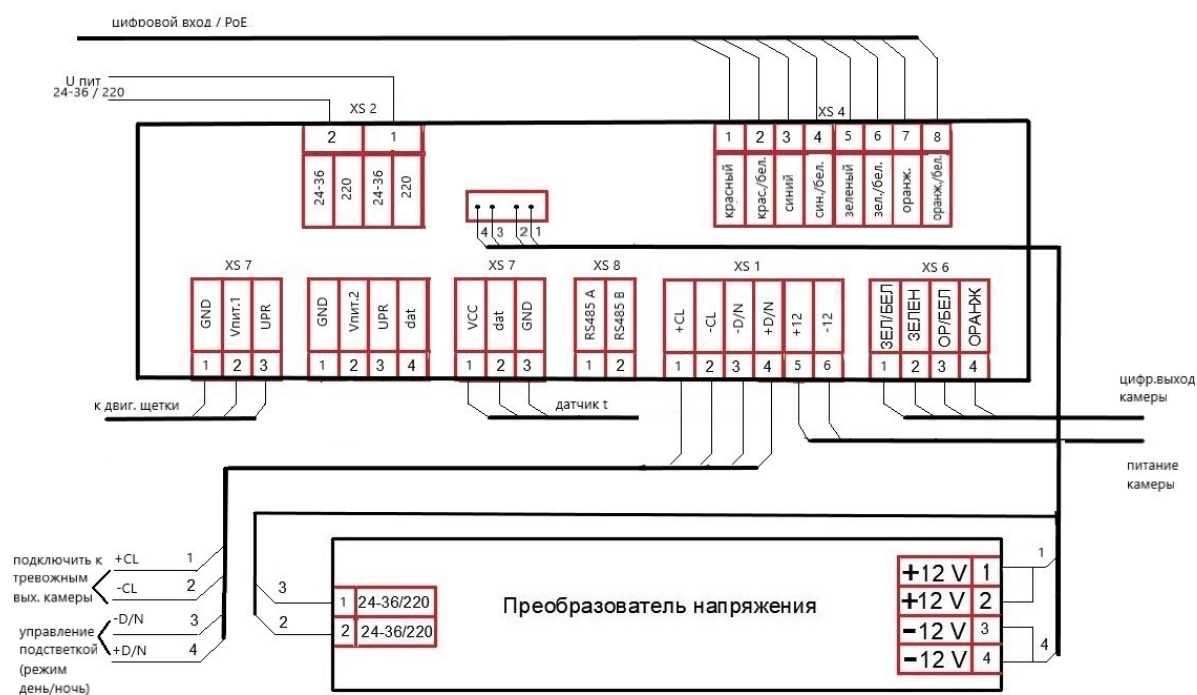 цифровой вход / PoE
U пит
24-36 / 220
XS 2
XS 4
2 1
24-36 220 24-36 220
1 2 3 4 5 6 7 8
красный крас./бел. синий син./бел. зеленый зел./бел. оранж. оранж./бел.
4 3 2 1
XS 7
XS 7
XS 8
XS 1
XS 6
GND Vпит.1 UPR
GND Vпит.2 UPR dat
VCC dat GND
RS485 A RS485 B
+CL -CL -D/N +D/N +12 -12
ЗЕЛ/БЕЛ ЗЕЛЕН ОР/БЕЛ ОРАНЖ
1 2 3
1 2 3 4
1 2 3
1 2
1 2 3 4 5 6
1 2 3 4
к двиг. щетки
датчик t
цифр.выход
камеры
питание
камеры
подключить к
тревожным
вых. камеры
+CL 1
-CL 2
-D/N 3
+D/N 4
управление
подстветкой
(режим
день/ночь)
3
2
1 24-36/220
2 24-36/220
Преобразователь напряжения
+12 V 1
+12 V 2
-12 V 3
-12 V 4
1
4